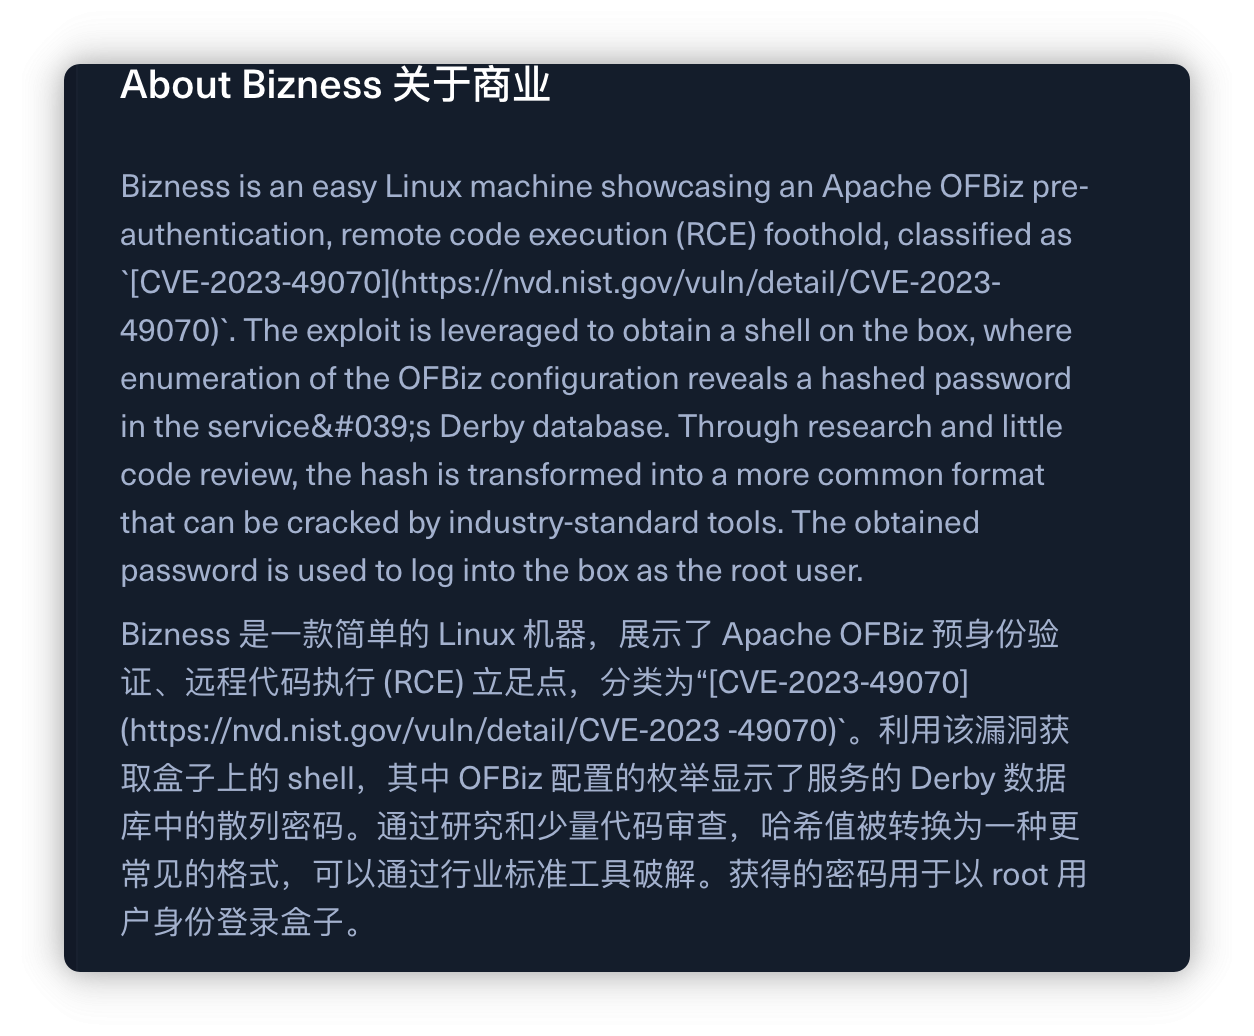 About Bizness 关于商业
Bizness is an easy Linux machine showcasing an Apache OFBiz pre-
authentication, remote code execution (RCE) foothold, classified as
`[CVE-2023-49070](https://nvd.nist.gov/vuln/detail/CVE-2023-
49070)`. The exploit is leveraged to obtain a shell on the box, where
enumeration of the OFBiz configuration reveals a hashed password
in the service&#039;s Derby database. Through research and little
code review, the hash is transformed into a more common format
that can be cracked by industry-standard tools. The obtained
password is used to log into the box as the root user.
Bizness 是一款简单的 Linux 机器，展示了 Apache OFBiz 预身份验
证、远程代码执行 (RCE) 立足点，分类为“[CVE-2023-49070]
(https://nvd.nist.gov/vuln/detail/CVE-2023 -49070)`。利用该漏洞获
取盒子上的 shell，其中 OFBiz 配置的枚举显示了服务的 Derby 数据
库中的散列密码。通过研究和少量代码审查，哈希值被转换为一种更
常见的格式，可以通过行业标准工具破解。获得的密码用于以 root 用
户身份登录盒子。